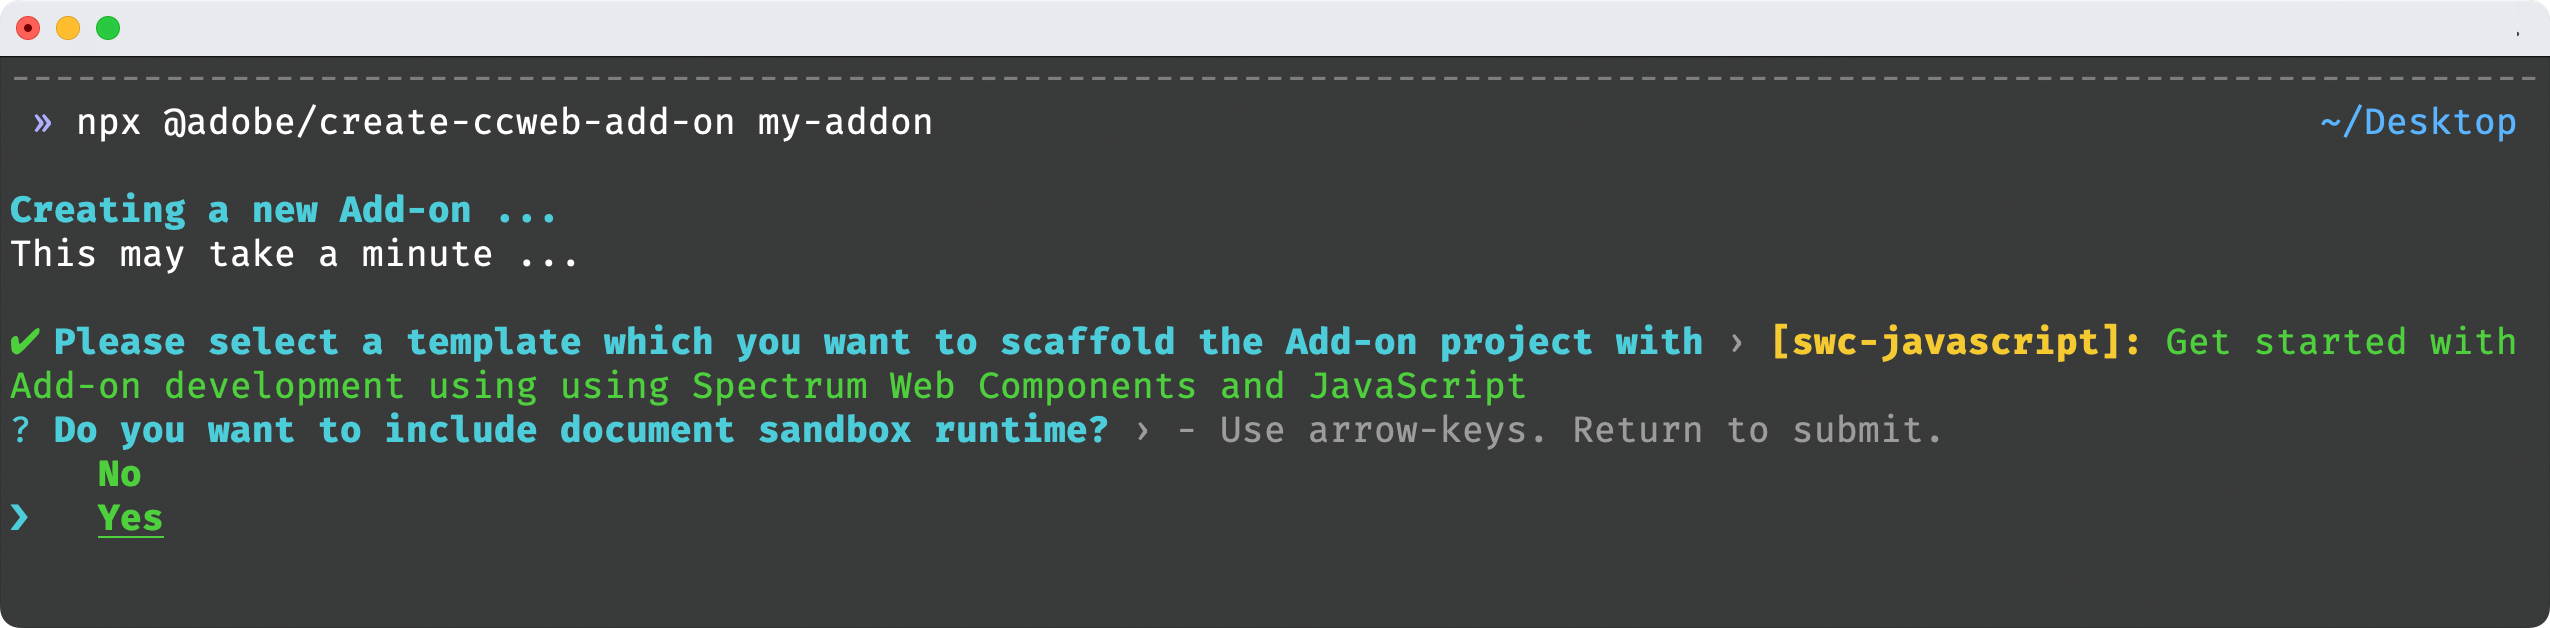 » npx @adobe/create-ccweb-add-on my-addon ~/Desktop
Creating a new Add-on ...
This may take a minute ...
✔ Please select a template which you want to scaffold the Add-on project with › [swc-javascript]: Get started with
Add-on development using using Spectrum Web Components and JavaScript
? Do you want to include document sandbox runtime? › - Use arrow-keys. Return to submit.
No
❯ Yes